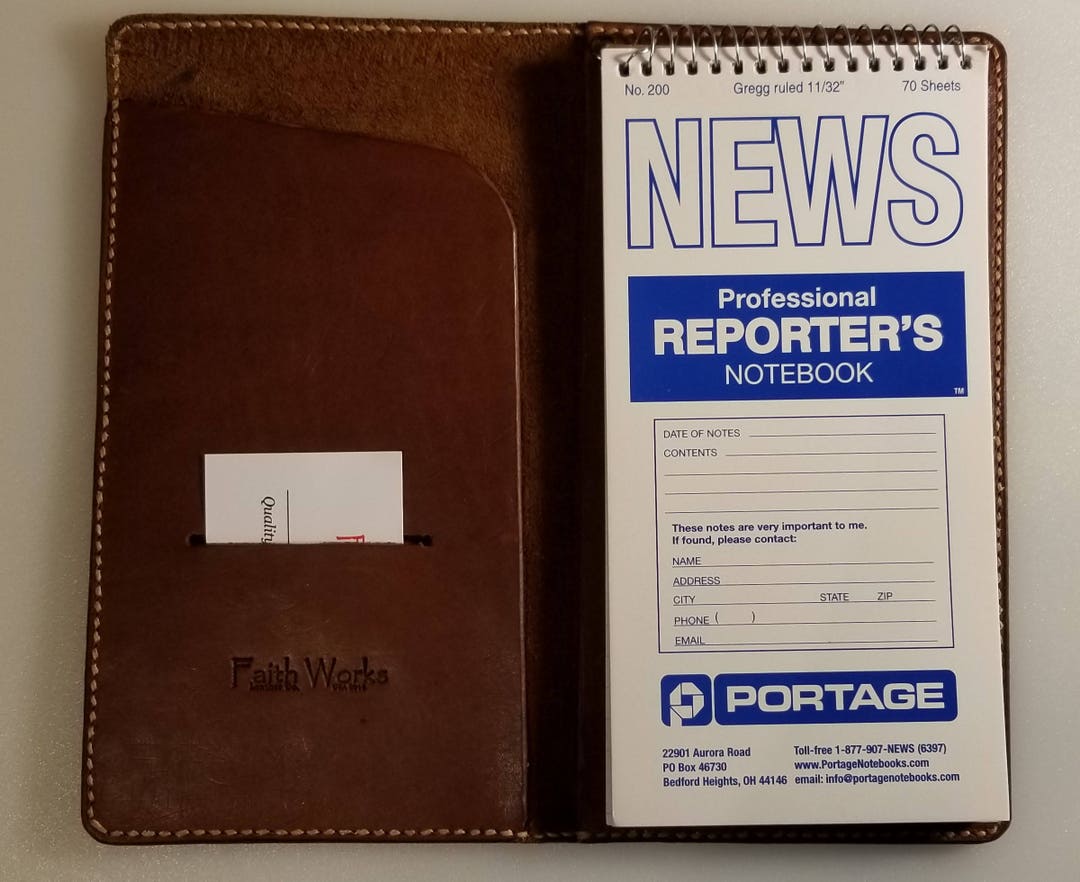 Quality
Faith Works
No. 200 Gregg ruled 11/32" 70 Sheets
NEWS
Professional
REPORTER'S
NOTEBOOK
TM
DATE OF NOTES
CONTENTS
These notes are very important to me.
If found, please contact:
NAME
ADDRESS
CITY STATE ZIP
PHONE ( )
EMAIL
PORTAGE
22901 Aurora Road Toll-free 1-877-907-NEWS (6397)
PO Box 46730 www.PortageNotebooks.com
Bedford Heights, OH 44146 email: info@portagenotebooks.com